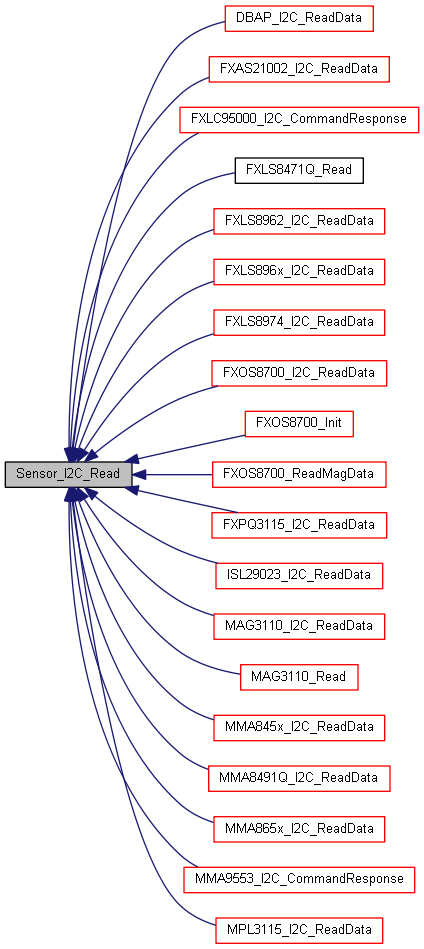 DBAP_I2C_ReadData
FXAS21002_I2C_ReadData
FXLC95000_I2C_CommandResponse
FXLS8471Q_Read
FXLS8962_I2C_ReadData
FXLS896x_I2C_ReadData
FXLS8974_I2C_ReadData
FXOS8700_I2C_ReadData
FXOS8700_Init
Sensor_I2C_Read
FXOS8700_ReadMagData
FXPQ3115_I2C_ReadData
ISL29023_I2C_ReadData
MAG3110_I2C_ReadData
MAG3110_Read
MMA845x_I2C_ReadData
MMA8491Q_I2C_ReadData
MMA865x_I2C_ReadData
MMA9553_I2C_CommandResponse
MPL3115_I2C_ReadData